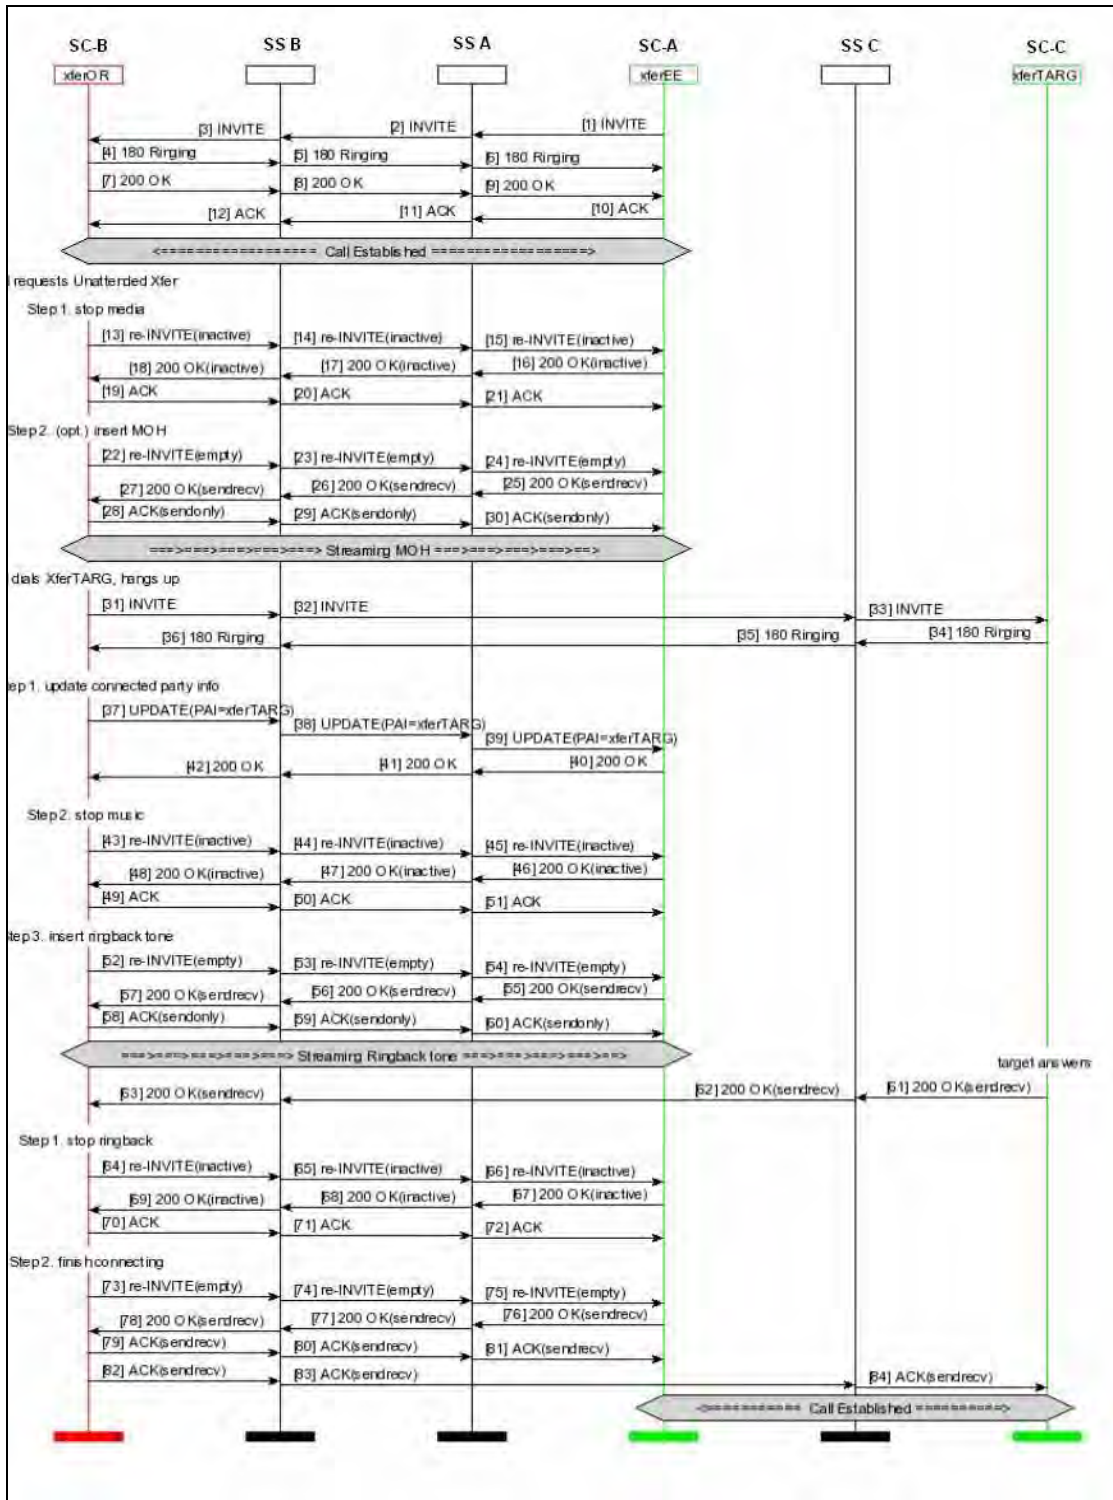 SC-B SS B SS A SC-A SS C SC-C
xferOR xferEE xferTARG
[3] INVITE [2] INVITE [1] INVITE
[4] 180 Ringing [5] 180 Ringing [6] 180 Ringing
[7] 200 OK [8] 200 OK [9] 200 OK
[12] ACK [11] ACK [10] ACK
<================== Call Established ==================>
requests Unattended Xfer
Step 1. stop media
[13] re-INVITE(inactive) [14] re-INVITE(inactive) [15] re-INVITE(inactive)
[18] 200 OK(inactive) [17] 200 OK(inactive) [16] 200 OK(inactive)
[19] ACK [20] ACK [21] ACK
Step 2. (opt.) insert MOH
[22] re-INVITE(empty) [23] re-INVITE(empty) [24] re-INVITE(empty)
[27] 200 OK(sendrecv) [26] 200 OK(sendrecv) [25] 200 OK(sendrecv)
[28] ACK(sendonly) [29] ACK(sendonly) [30] ACK(sendonly)
===>===>===>===>===> Streaming MOH ===>===>===>===>==>
dials XferTARG, hangs up
[31] INVITE [32] INVITE [33] INVITE
[36] 180 Ringing [35] 180 Ringing [34] 180 Ringing
ep 1. update connected party info
[37] UPDATE(PAI=xferTARG) [38] UPDATE(PAI=xferTARG) [39] UPDATE(PAI=xferTARG)
[42] 200 OK [41] 200 OK [40] 200 OK
Step 2. stop music
[43] re-INVITE(inactive) [44] re-INVITE(inactive) [45] re-INVITE(inactive)
[48] 200 OK(inactive) [47] 200 OK(inactive) [46] 200 OK(inactive)
[49] ACK [50] ACK [51] ACK
tep 3. insert ringback tone
[52] re-INVITE(empty) [53] re-INVITE(empty) [54] re-INVITE(empty)
[57] 200 OK(sendrecv) [56] 200 OK(sendrecv) [55] 200 OK(sendrecv)
[58] ACK(sendonly) [59] ACK(sendonly) [60] ACK(sendonly)
===>===>===>===>===> Streaming Ringback tone ===>===>===>===>==>
target answers
[63] 200 OK(sendrecv) [62] 200 OK(sendrecv) [61] 200 OK(sendrecv)
Step 1. stop ringback
[64] re-INVITE(inactive) [65] re-INVITE(inactive) [66] re-INVITE(inactive)
[69] 200 OK(inactive) [68] 200 OK(inactive) [67] 200 OK(inactive)
[70] ACK [71] ACK [72] ACK
Step 2. finish connecting
[73] re-INVITE(empty) [74] re-INVITE(empty) [75] re-INVITE(empty)
[78] 200 OK(sendrecv) [77] 200 OK(sendrecv) [76] 200 OK(sendrecv)
[79] ACK(sendrecv) [80] ACK(sendrecv) [81] ACK(sendrecv)
[82] ACK(sendrecv) [83] ACK(sendrecv) [84] ACK(sendrecv)
<=========== Call Established ==========>